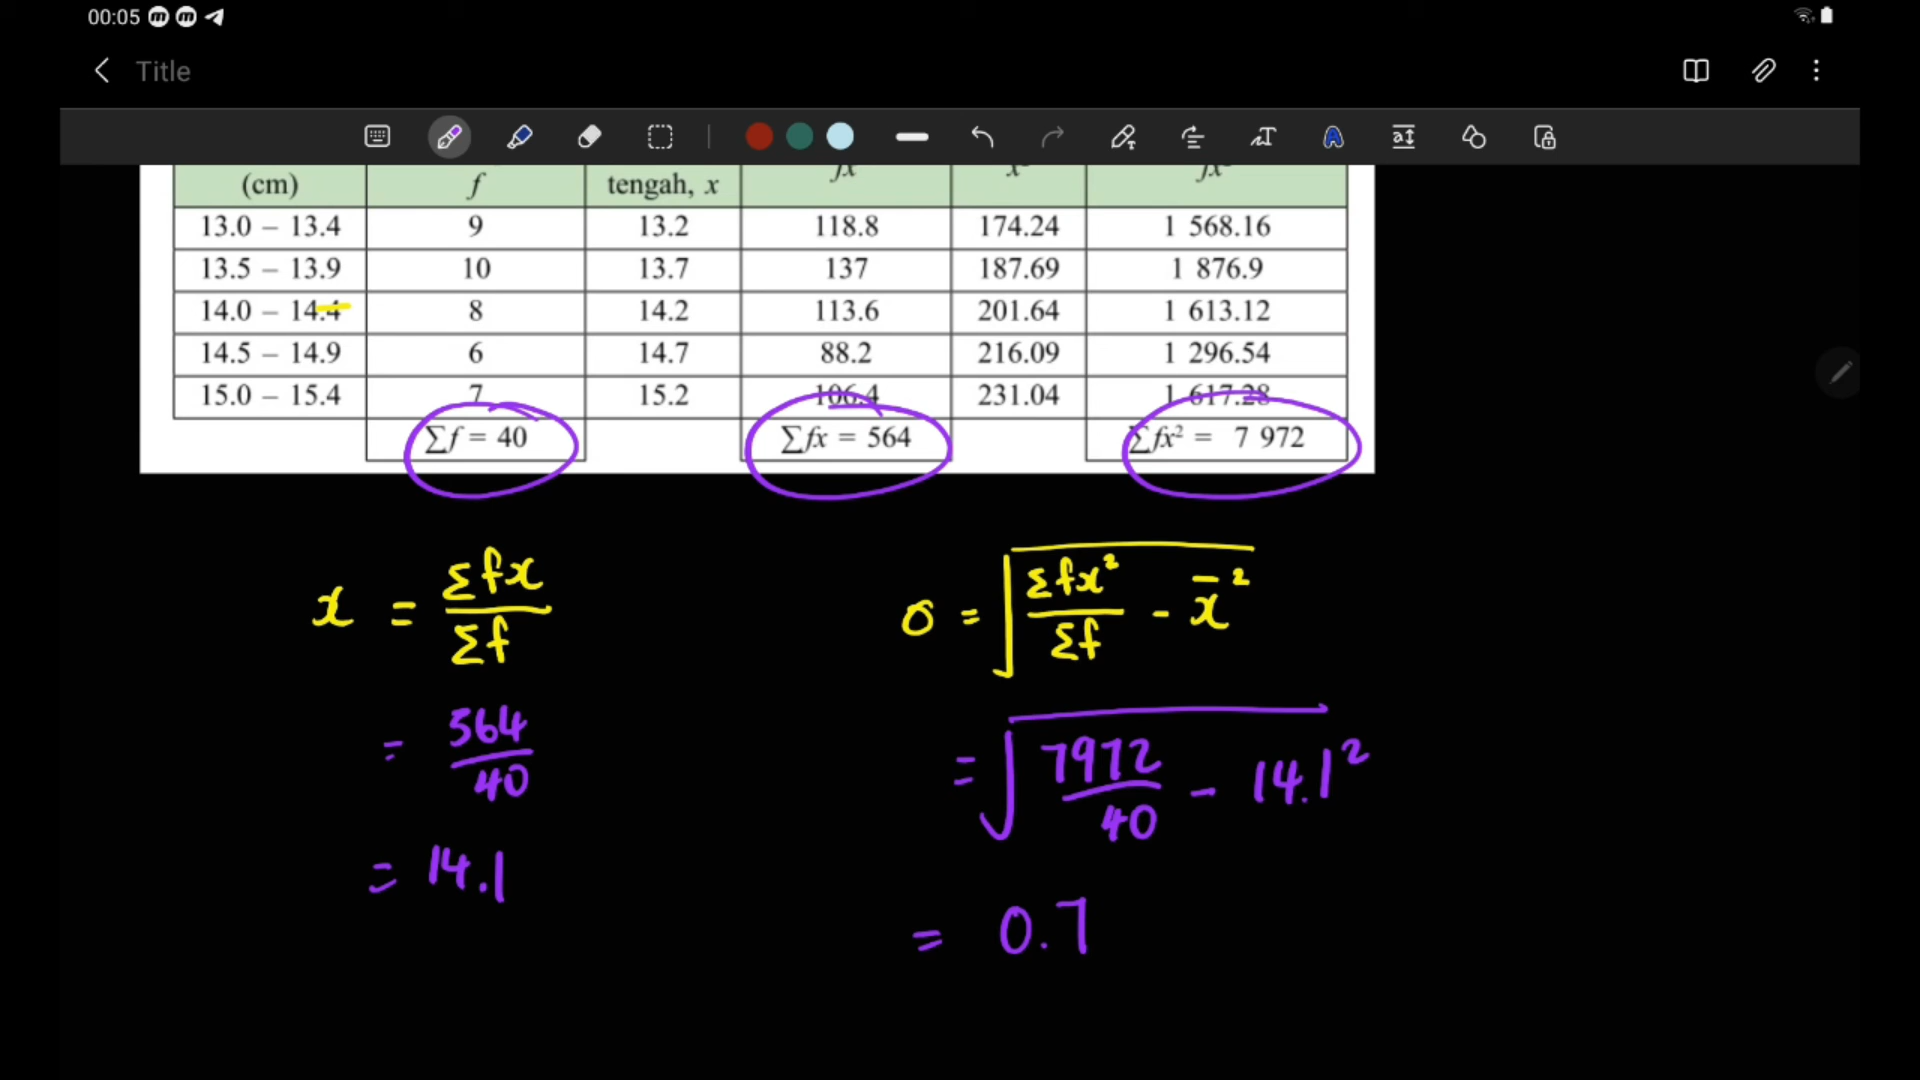 00:05
Title
(cm) f tengah, x fx x² fx²
13.0 – 13.4 9 13.2 118.8 174.24 1 568.16
13.5 – 13.9 10 13.7 137 187.69 1 876.9
14.0 – 14.4 8 14.2 113.6 201.64 1 613.12
14.5 – 14.9 6 14.7 88.2 216.09 1 296.54
15.0 – 15.4 7 15.2 106.4 231.04 1 617.28
∑f = 40 ∑fx = 564 ∑fx² = 7 972
x = Σfx / Σf
= 564 / 40
= 14.1
σ = √(Σfx² / Σf - x̄²)
= √(7972 / 40 - 14.1²)
= 0.7